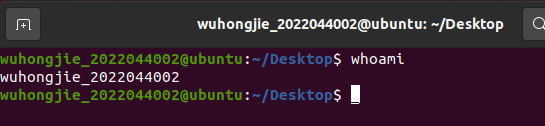 wuhongjie_2022044002@ubuntu: ~/Desktop
wuhongjie_2022044002@ubuntu:~/Desktop$ whoami
wuhongjie_2022044002
wuhongjie_2022044002@ubuntu:~/Desktop$